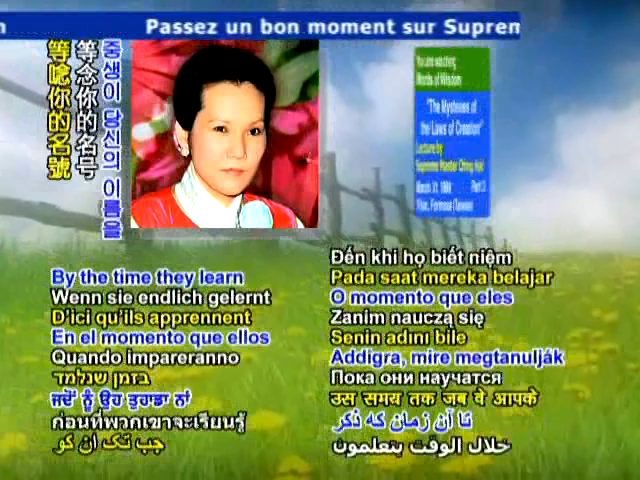 Passez un bon moment sur Suprem
You are watching
Words of Wisdom
"The Mysteries of
the Laws of Creation"
Lecture by
Supreme Master Ching Hai
Part 3
중생이 당신의 이름을
等念你的名号
等唸你的名號
By the time they learn
Wenn sie endlich gelernt
D'ici qu'ils apprennent
En el momento que ellos
Quando impareranno
בזמן שנלמד
ਜਦੋਂ ਨੂੰ ਉਹ ਤੁਹਾਡਾ ਨਾਂ
ก่อนที่พวกเขาจะเรียนรู้
جب تک ان کو
Đến khi họ biết niệm
Pada saat mereka belajar
O momento que eles
Zanim nauczą się
Senin adını bile
Addigra, mire megtanulják
Пока они научатся
उस समय तक जब वे आपके
تا آن زمان که ذکر
خلال الوقت يتعلمون